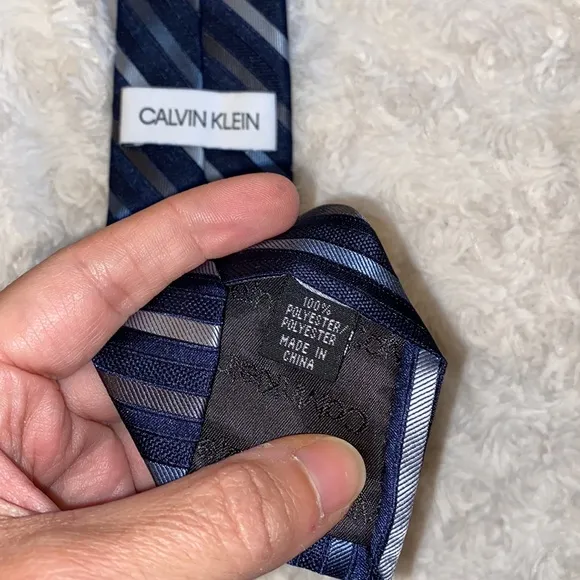 CALVIN KLEIN
100%
POLYESTER/
POLYESTER
MADE IN
CHINA